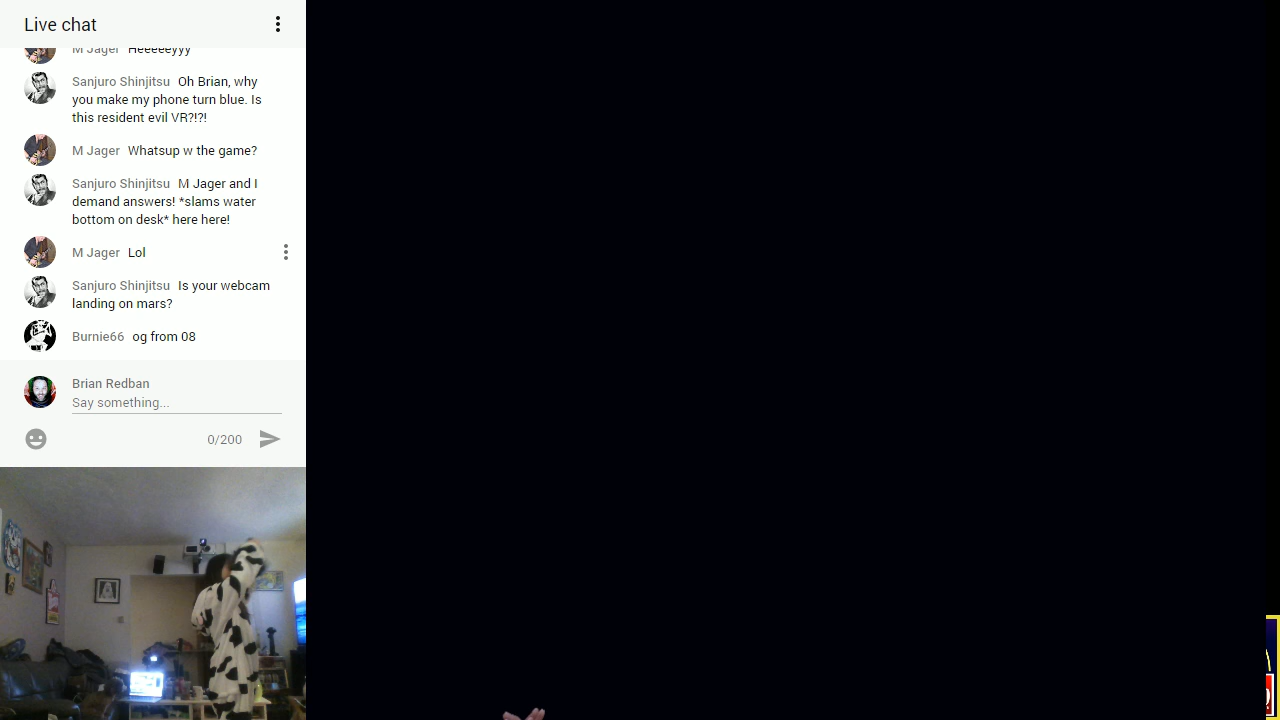 Live chat
M Jager Heeeeeyyy
Sanjuro Shinjitsu Oh Brian, why
you make my phone turn blue. Is
this resident evil VR?!?!
M Jager Whatsup w the game?
Sanjuro Shinjitsu M Jager and I
demand answers! *slams water
bottom on desk* here here!
M Jager Lol
Sanjuro Shinjitsu Is your webcam
landing on mars?
Burnie66 og from 08
Brian Redban
Say something...
0/200